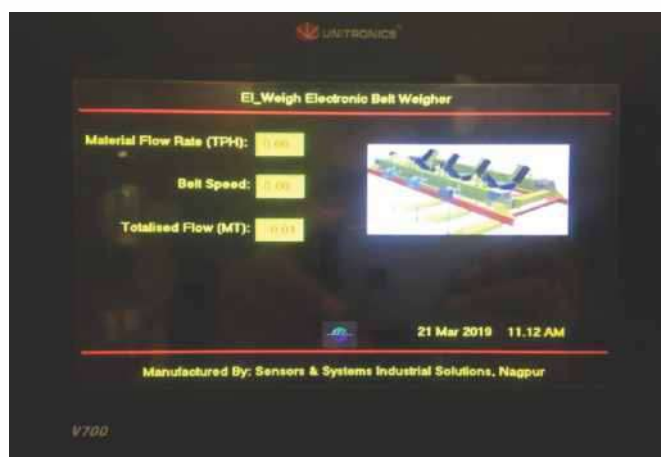 UNITRONICS
El_Weigh Electronic Belt Weigher
Material Flow Rate (TPH): 0.00
Belt Speed: 0.00
Totalised Flow (MT):
21 Mar 2019 11.12 AM
Manufactured By: Sensors & Systems Industrial Solutions, Nagpur
V700